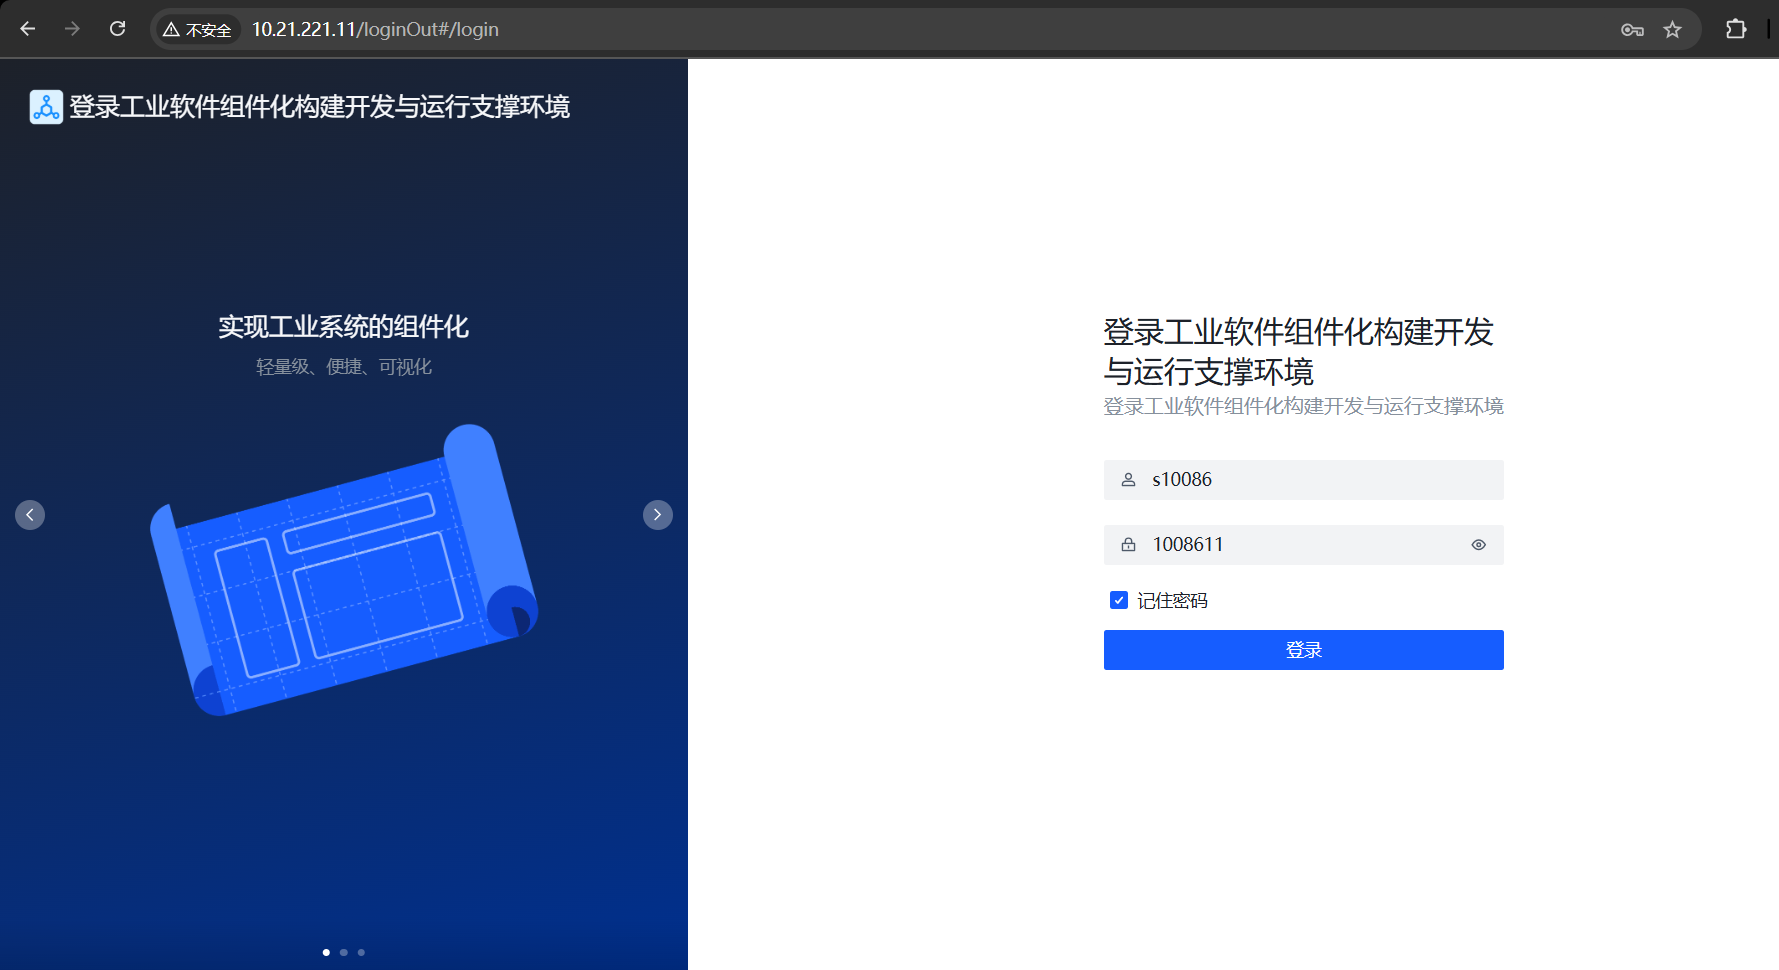 不安全 10.21.221.11/loginOut#/login
登录工业软件组件化构建开发与运行支撑环境
实现工业系统的组件化
轻量级、便捷、可视化
登录工业软件组件化构建开发
与运行支撑环境
登录工业软件组件化构建开发与运行支撑环境
s10086
1008611
记住密码
登录